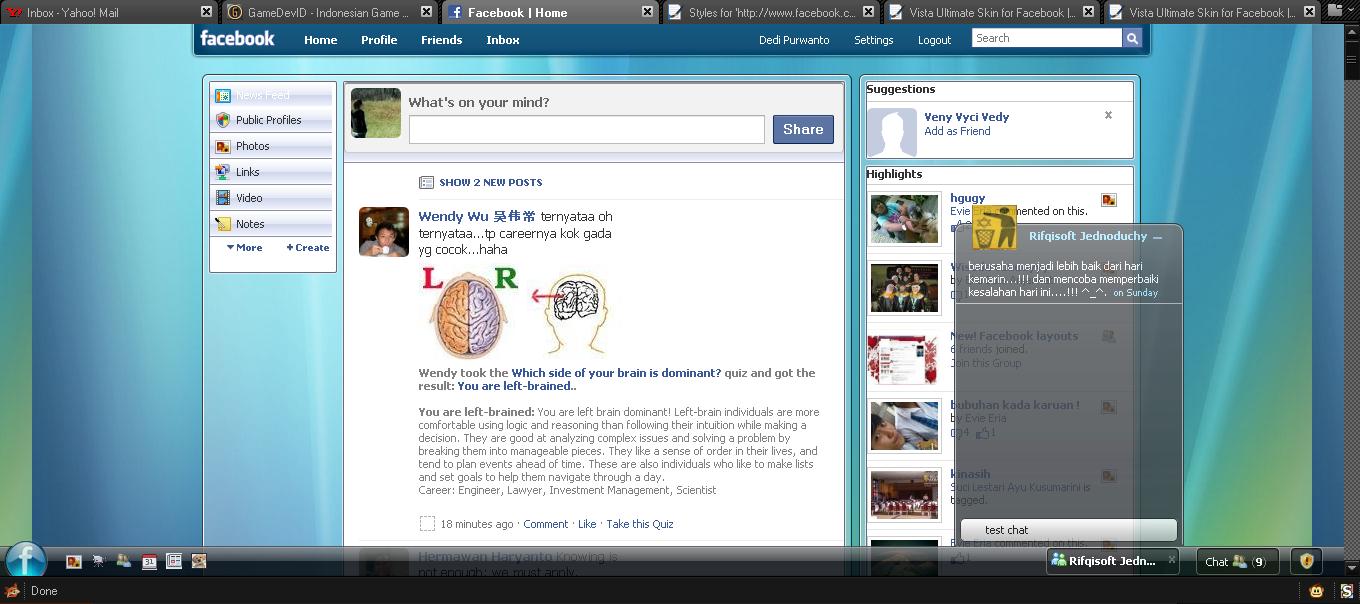 Inbox - Yahoo! Mail
GameDevID - Indonesian Game ...
Facebook | Home
Styles for 'http://www.facebook.c...
Vista Ultimate Skin for Facebook |...
Vista Ultimate Skin for Facebook |...
facebook
Home Profile Friends Inbox
Dedi Purwanto Settings Logout
Search
News Feed
Public Profiles
Photos
Links
Video
Notes
More Create
What's on your mind?
Share
SHOW 2 NEW POSTS
Wendy Wu 吴伟常 ternyataa oh
ternyataa...tp careernya kok gada
yg cocok...haha
L R
Wendy took the Which side of your brain is dominant? quiz and got the
result: You are left-brained..
You are left-brained: You are left brain dominant! Left-brain individuals are more
comfortable using logic and reasoning than following their intuition while making a
decision. They are good at analyzing complex issues and solving a problem by
breaking them into manageable pieces. They like a sense of order in their lives, and
tend to plan events ahead of time. These are also individuals who like to make lists
and set goals to help them navigate through a day.
Career: Engineer, Lawyer, Investment Management, Scientist
18 minutes ago · Comment · Like · Take this Quiz
Hermawan Haryanto Knowing is
not enough; we must apply.
Suggestions
Veny Vyci Vedy
Add as Friend
Highlights
hgugy
Evie Eria commented on this.
New! Facebook layouts
6 friends joined.
Join this Group
bubuhan kada karuan !
by Evie Eria
4 1
kinasih
Suci Lestari Ayu Kusumarini is
tagged.
Evie Eria commented on this.
1
Rifqisoft Jednoduchy
berusaha menjadi lebih baik dari hari
kemarin...!!! dan mencoba memperbaiki
kesalahan hari ini....!!! ^_^. on Sunday
test chat
31
Rifqisoft Jedn...
Chat (9)
Done